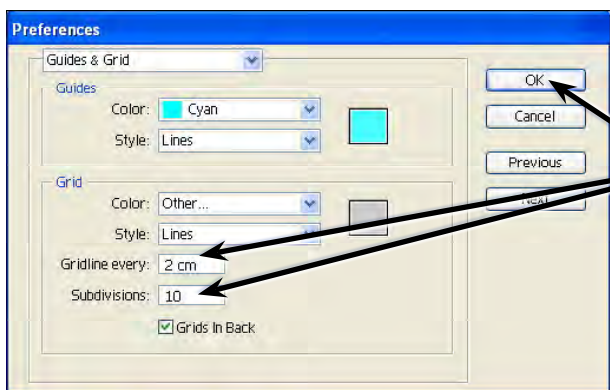 Preferences
Guides & Grid
OK
Guides
Color: Cyan
Cancel
Style: Lines
Previous
Grid
Next
Color: Other...
Style: Lines
Gridline every: 2 cm
Subdivisions: 10
Grids In Back